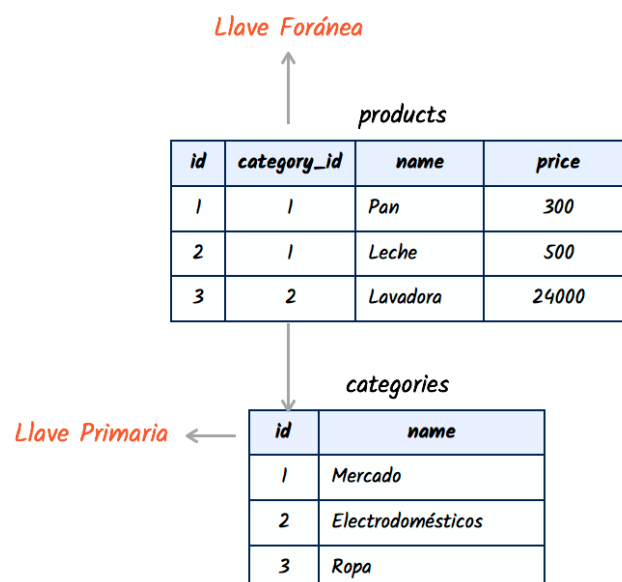 Llave Foránea
products
id category_id name price
1 1 Pan 300
2 1 Leche 500
3 2 Lavadora 24000
categories
Llave Primaria
id name
1 Mercado
2 Electrodomésticos
3 Ropa